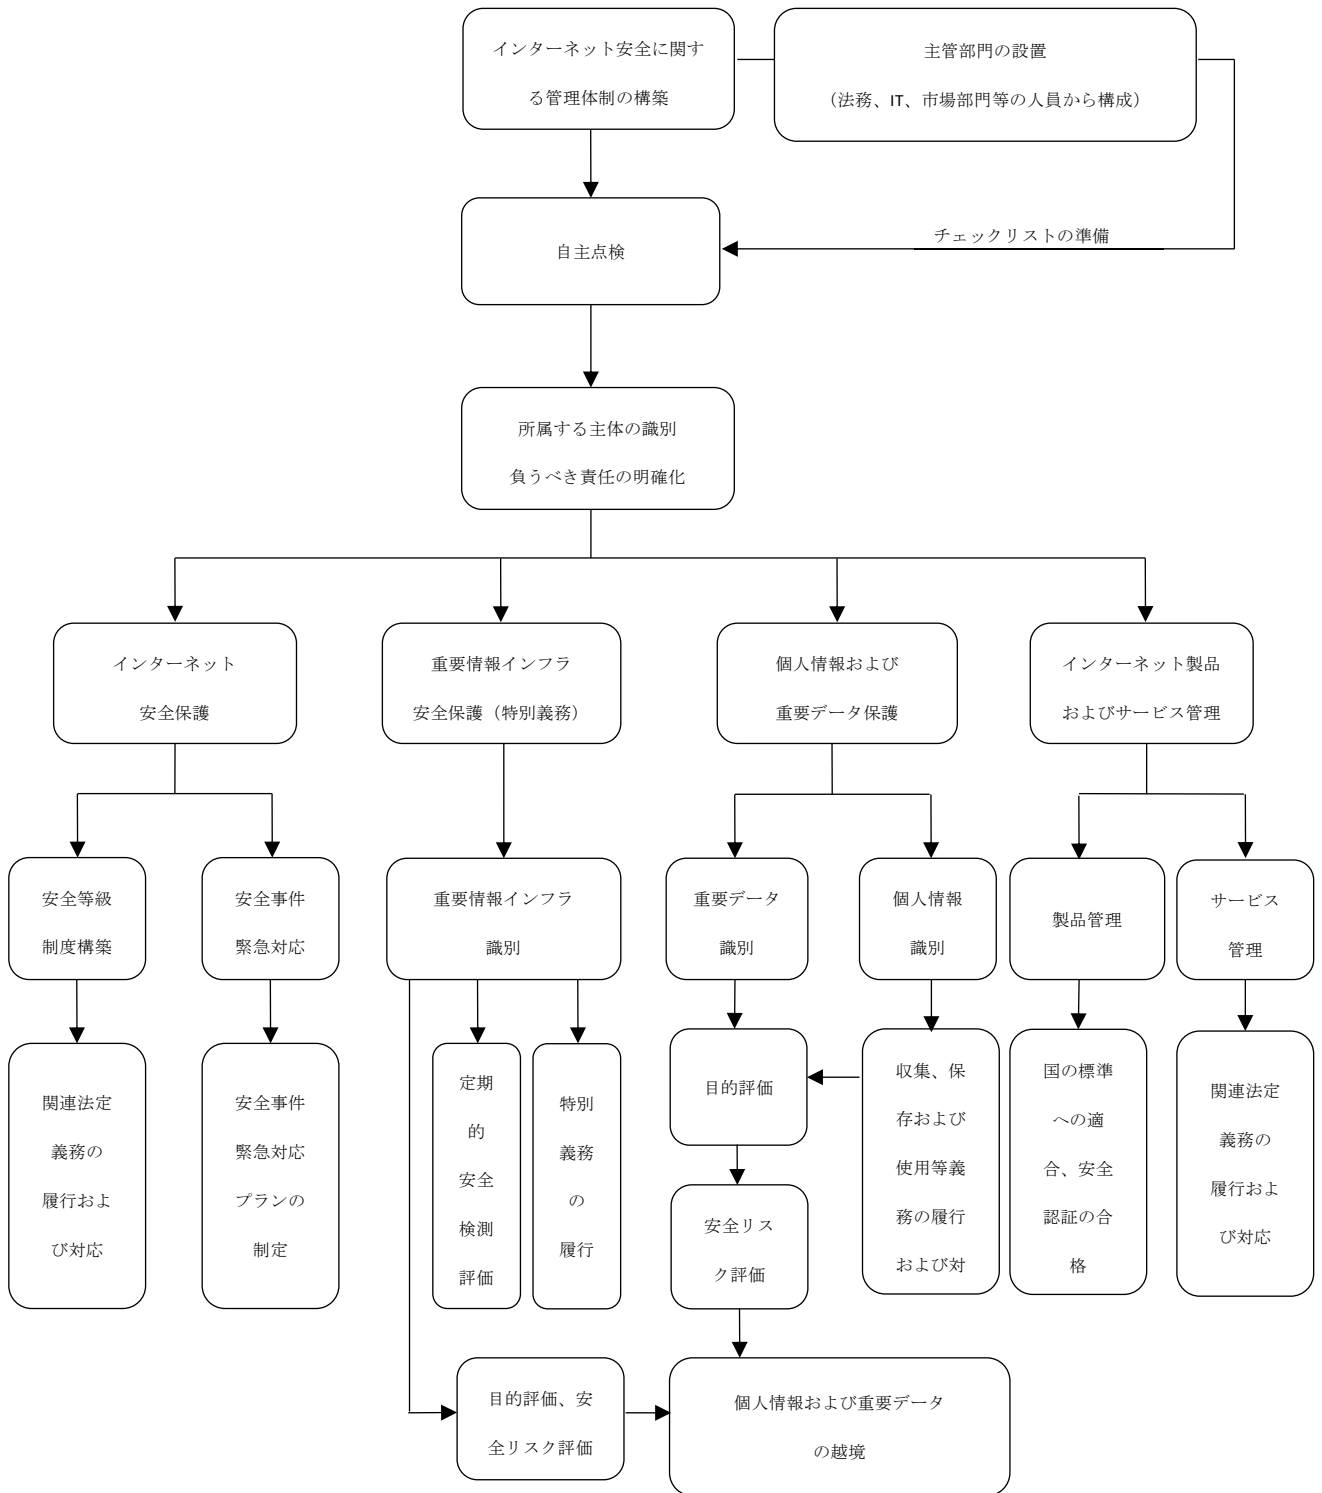 インターネット安全に関す
る管理体制の構築
主管部門の設置
（法務、IT、市場部門等の人員から構成）
チェックリストの準備
自主点検
所属する主体の識別
負うべき責任の明確化
インターネット
安全保護
重要情報インフラ
安全保護（特別義務）
個人情報および
重要データ保護
インターネット製品
およびサービス管理
安全等級
制度構築
安全事件
緊急対応
重要情報インフラ
識別
重要データ
識別
個人情報
識別
製品管理
サービス
管理
関連法定
義務の
履行およ
び対応
安全事件
緊急対応
プランの
制定
定期
的
安全
検測
評価
特別
義務
の
履行
目的評価
安全リス
ク評価
収集、保
存および
使用等義
務の履行
および対
国の標準
への適
合、安全
認証の合
格
関連法定
義務の
履行およ
び対応
目的評価、安
全リスク評価
個人情報および重要データ
の越境